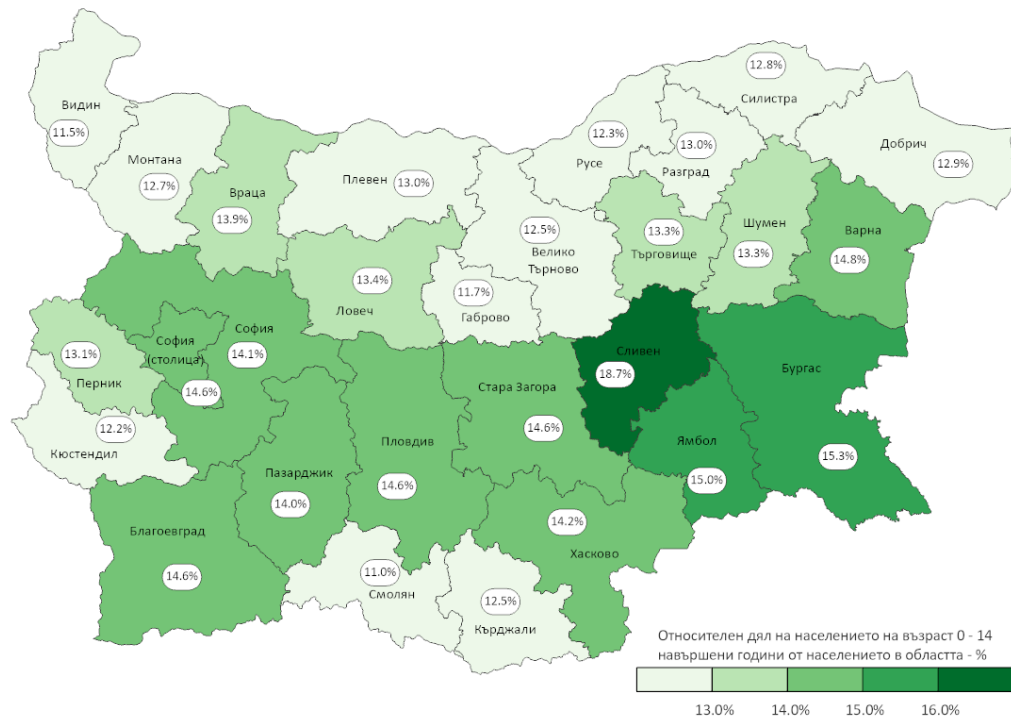 12.8%
Силистра
Видин
11.5%
12.3%
Русе
13.0%
Разград
Добрич
12.9%
Монтана
12.7%
Плевен
13.0%
Враца
13.9%
12.5%
Велико
Търново
13.3%
Търговище
Шумен
13.3%
Варна
14.8%
13.4%
Ловеч
11.7%
Габрово
София
14.1%
София
(столица)
14.6%
13.1%
Перник
12.2%
Кюстендил
Сливен
18.7%
Бургас
15.3%
Стара Загора
14.6%
Ямбол
15.0%
Пловдив
14.6%
Пазарджик
14.0%
Благоевград
14.6%
14.2%
Хасково
11.0%
Смолян
12.5%
Кърджали
Относителен дял на населението на възраст 0 - 14
навършени години от населението в областта - %
13.0% 14.0% 15.0% 16.0%